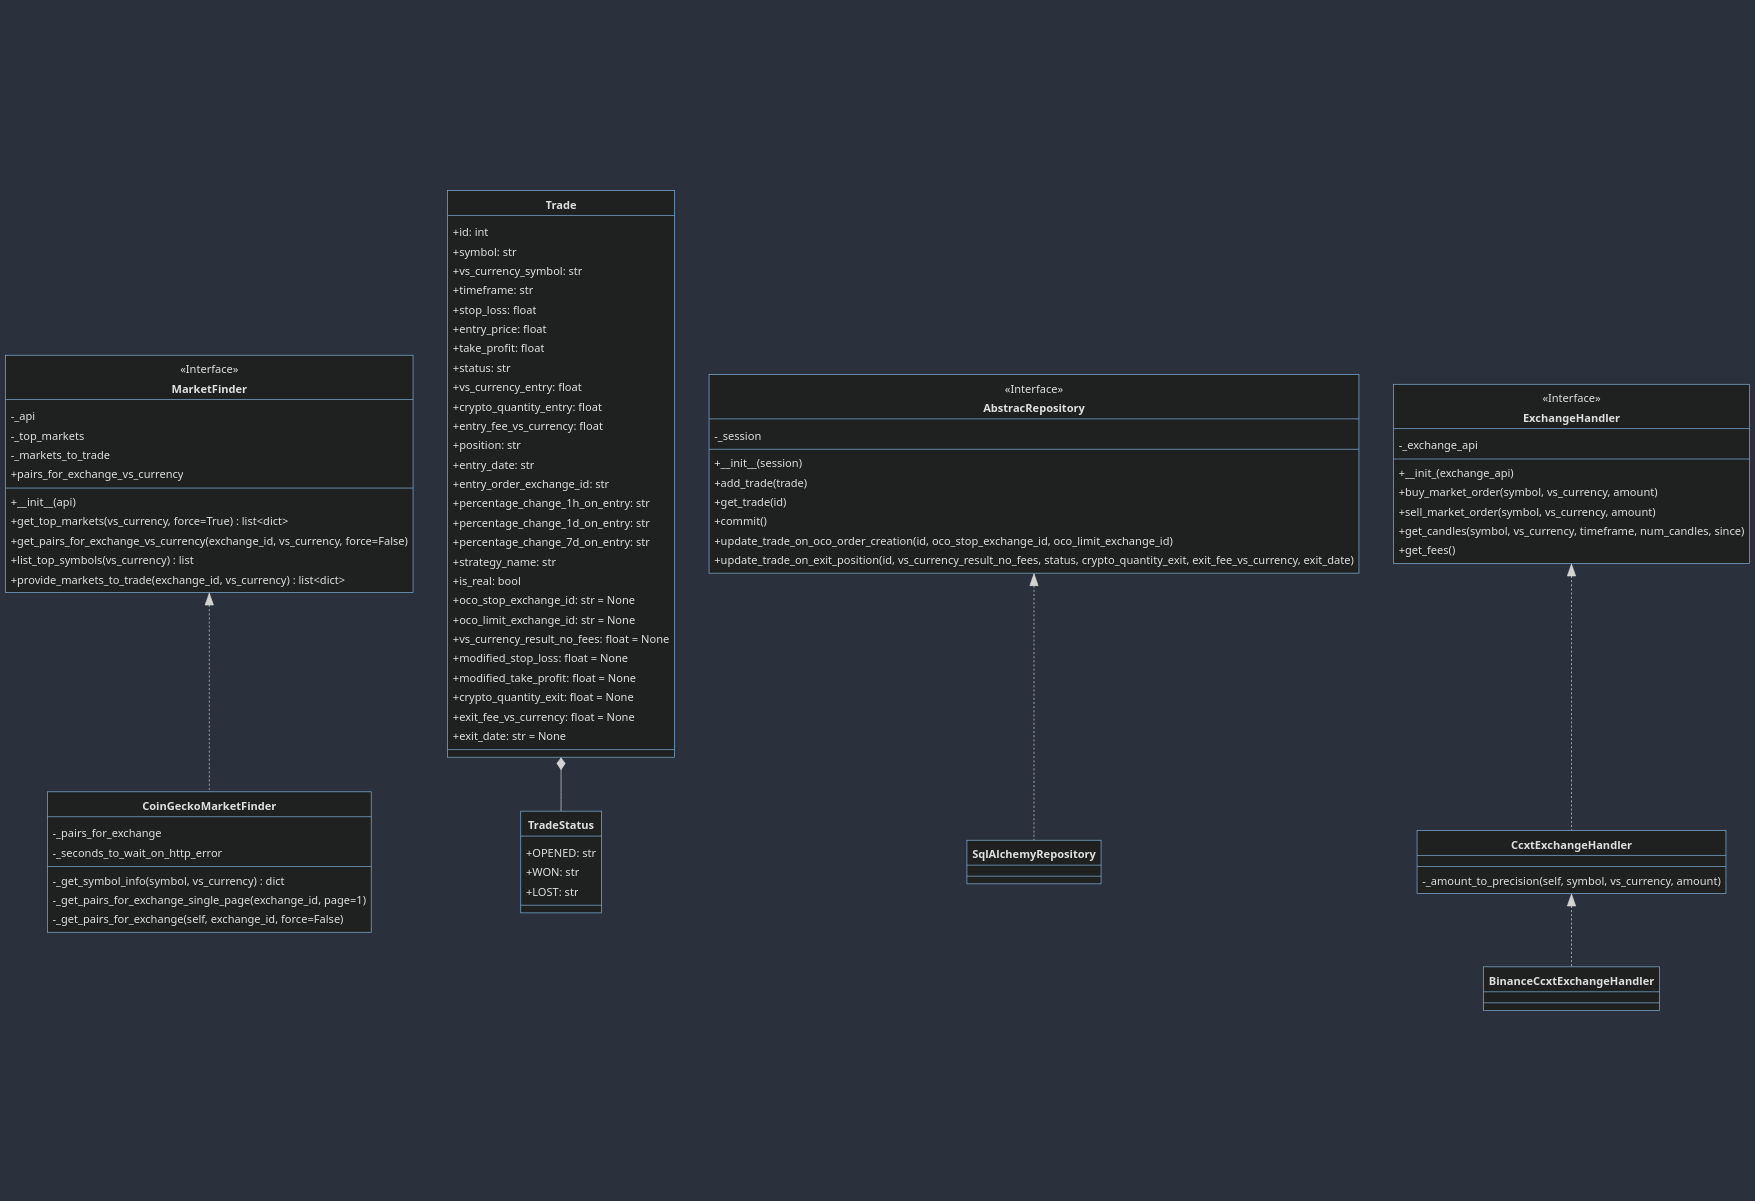 «Interface»
MarketFinder
-_api
-_top_markets
-_markets_to_trade
+pairs_for_exchange_vs_currency
+__init__(api)
+get_top_markets(vs_currency, force=True) : list<dict>
+get_pairs_for_exchange_vs_currency(exchange_id, vs_currency, force=False)
+list_top_symbols(vs_currency) : list
+provide_markets_to_trade(exchange_id, vs_currency) : list<dict>
CoinGeckoMarketFinder
-_pairs_for_exchange
-_seconds_to_wait_on_http_error
-_get_symbol_info(symbol, vs_currency) : dict
-_get_pairs_for_exchange_single_page(exchange_id, page=1)
-_get_pairs_for_exchange(self, exchange_id, force=False)
Trade
+id: int
+symbol: str
+vs_currency_symbol: str
+timeframe: str
+stop_loss: float
+entry_price: float
+take_profit: float
+status: str
+vs_currency_entry: float
+crypto_quantity_entry: float
+entry_fee_vs_currency: float
+position: str
+entry_date: str
+entry_order_exchange_id: str
+percentage_change_1h_on_entry: str
+percentage_change_1d_on_entry: str
+percentage_change_7d_on_entry: str
+strategy_name: str
+is_real: bool
+oco_stop_exchange_id: str = None
+oco_limit_exchange_id: str = None
+vs_currency_result_no_fees: float = None
+modified_stop_loss: float = None
+modified_take_profit: float = None
+crypto_quantity_exit: float = None
+exit_fee_vs_currency: float = None
+exit_date: str = None
TradeStatus
+OPENED: str
+WON: str
+LOST: str
«Interface»
AbstracRepository
-_session
+__init__(session)
+add_trade(trade)
+get_trade(id)
+commit()
+update_trade_on_oco_order_creation(id, oco_stop_exchange_id, oco_limit_exchange_id)
+update_trade_on_exit_position(id, vs_currency_result_no_fees, status, crypto_quantity_exit, exit_fee_vs_currency, exit_date)
SqlAlchemyRepository
«Interface»
ExchangeHandler
-_exchange_api
+__init_(exchange_api)
+buy_market_order(symbol, vs_currency, amount)
+sell_market_order(symbol, vs_currency, amount)
+get_candles(symbol, vs_currency, timeframe, num_candles, since)
+get_fees()
CcxtExchangeHandler
-_amount_to_precision(self, symbol, vs_currency, amount)
BinanceCcxtExchangeHandler